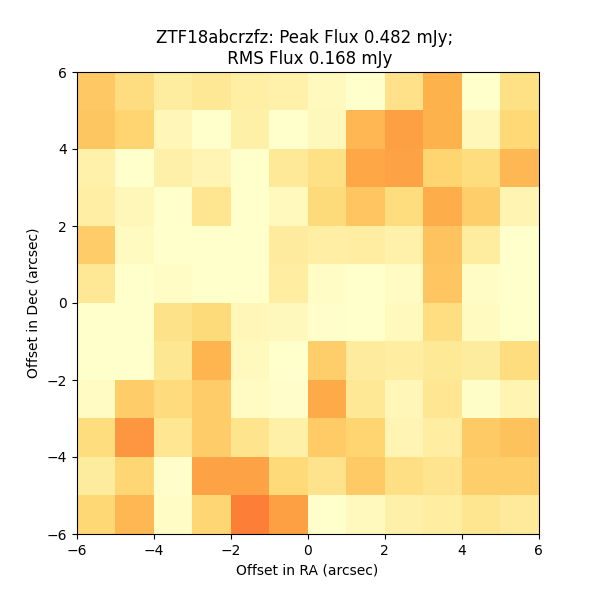 ZTF18abcrzfz: Peak Flux 0.482 mJy;
RMS Flux 0.168 mJy
6
4
2
0
−2
−4
−6
Offset in Dec (arcsec)
−6 −4 −2 0 2 4 6
Offset in RA (arcsec)